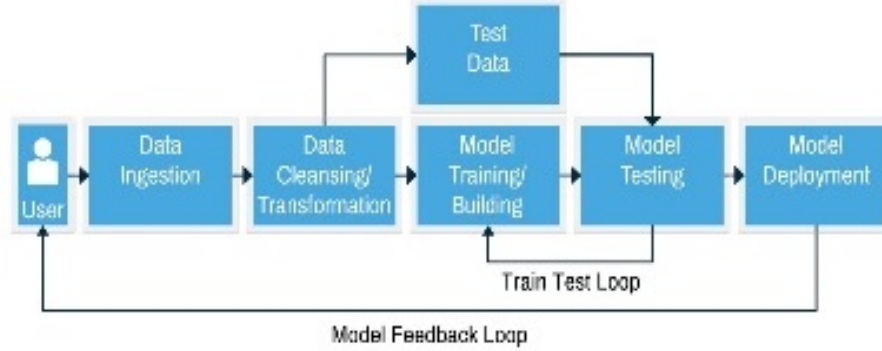 Test
Data
User
Data
Ingestion
Data
Cleansing/
Transformation
Model
Training/
Building
Model
Testing
Model
Deployment
Train Test Loop
Model Feedback Loop